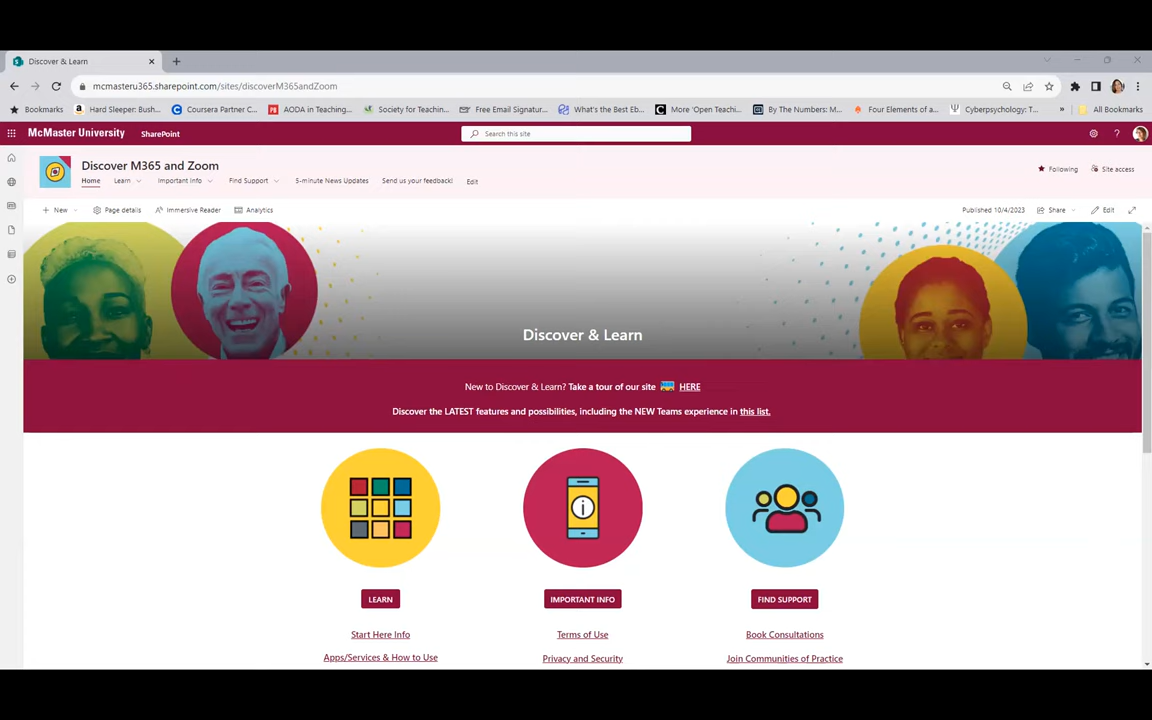 Discover & Learn
mcmasteru365.sharepoint.com/sites/discoverM365andZoom
Bookmarks Hard Sleeper: Bush... Coursera Partner C... AODA in Teaching... Society for Teachin... Free Email Signatur... What's the Best Eb... More 'Open Teachi... By The Numbers: M... Four Elements of a... Cyberpsychology: T... » All Bookmarks
McMaster University SharePoint Search this site ?
Discover M365 and Zoom
Following Site access
Home Learn Important Info Find Support 5-minute News Updates Send us your feedback! Edit
New Page details Immersive Reader Analytics Published 10/4/2023 Share Edit
Discover & Learn
New to Discover & Learn? Take a tour of our site HERE
Discover the LATEST features and possibilities, including the NEW Teams experience in this list.
LEARN IMPORTANT INFO FIND SUPPORT
Start Here Info Terms of Use Book Consultations
Apps/Services & How to Use Privacy and Security Join Communities of Practice